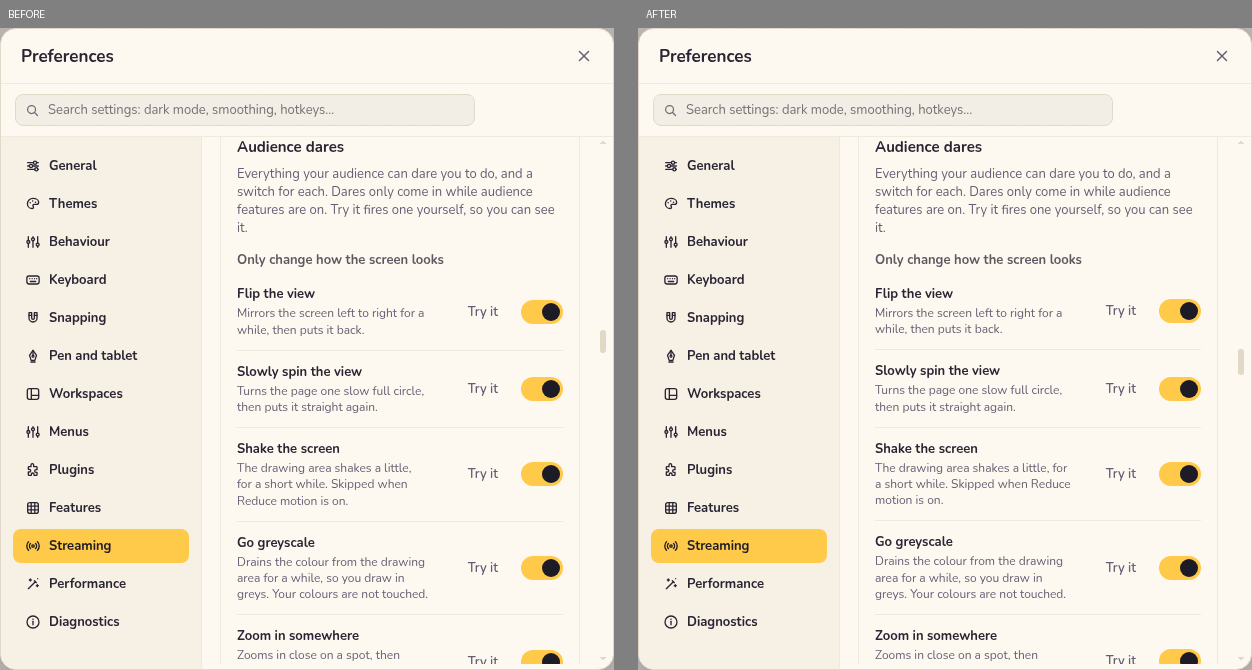 BEFORE
Preferences
Search settings: dark mode, smoothing, hotkeys...
General
Themes
Behaviour
Keyboard
Snapping
Pen and tablet
Workspaces
Menus
Plugins
Features
Streaming
Performance
Diagnostics
Audience dares
Everything your audience can dare you to do, and a
switch for each. Dares only come in while audience
features are on. Try it fires one yourself, so you can see
it.
Only change how the screen looks
Flip the view
Mirrors the screen left to right for a
while, then puts it back.
Try it
Slowly spin the view
Turns the page one slow full circle,
then puts it straight again.
Try it
Shake the screen
The drawing area shakes a little,
for a short while. Skipped when
Reduce motion is on.
Try it
Go greyscale
Drains the colour from the drawing
area for a while, so you draw in
greys. Your colours are not touched.
Try it
Zoom in somewhere
Zooms in close on a spot, then
Try it
AFTER
Preferences
Search settings: dark mode, smoothing, hotkeys...
General
Themes
Behaviour
Keyboard
Snapping
Pen and tablet
Workspaces
Menus
Plugins
Features
Streaming
Performance
Diagnostics
Audience dares
Everything your audience can dare you to do, and a
switch for each. Dares only come in while audience
features are on. Try it fires one yourself, so you can see
it.
Only change how the screen looks
Flip the view
Mirrors the screen left to right for a
while, then puts it back.
Try it
Slowly spin the view
Turns the page one slow full circle,
then puts it straight again.
Try it
Shake the screen
The drawing area shakes a little, for
a short while. Skipped when Reduce
motion is on.
Try it
Go greyscale
Drains the colour from the drawing
area for a while, so you draw in
greys. Your colours are not touched.
Try it
Zoom in somewhere
Zooms in close on a spot, then
Try it